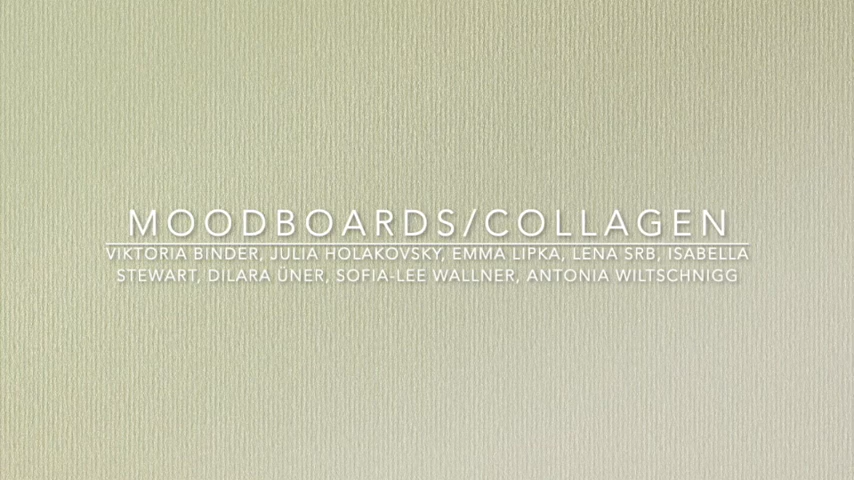 MOODBOARDS/COLLAGEN
VIKTORIA BINDER, JULIA HOLAKOVSKY, EMMA LIPKA, LENA SRB, ISABELLA
STEWART, DILARA ÜNER, SOFIA-LEE WALLNER, ANTONIA WILTSCHNIGG